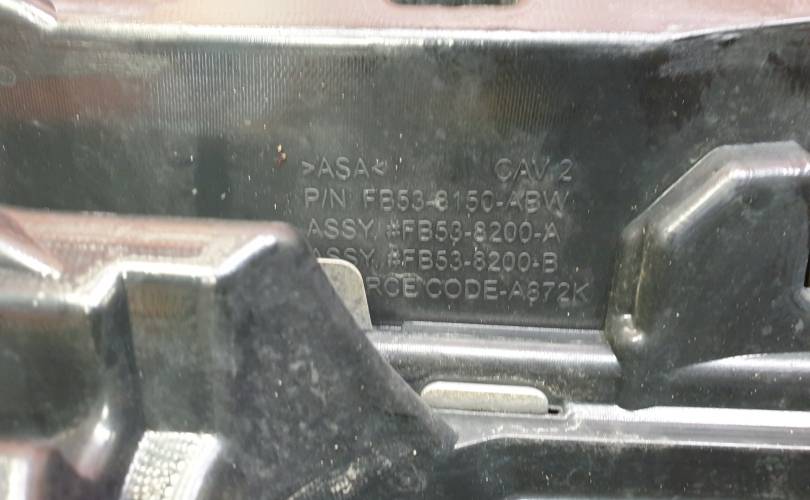 >ASA< CAV 2
P/N FB53-8150-ABW
ASSY. #FB53-8200-A
ASSY. #FB53-8200-B
CODE-A872K